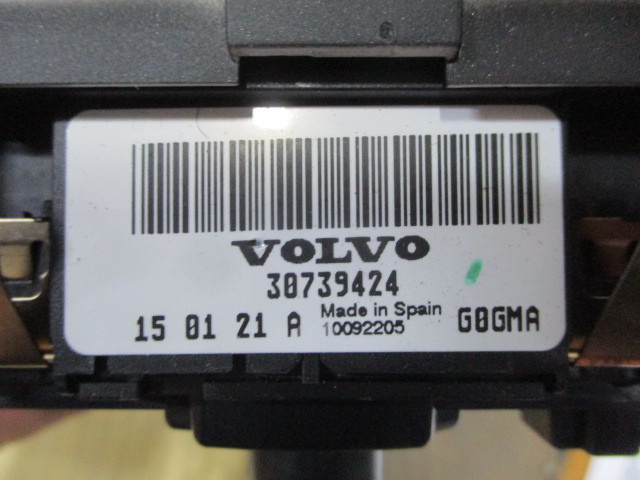 VOLVO
30739424
15 01 21 A Made in Spain G0GMA
10092205